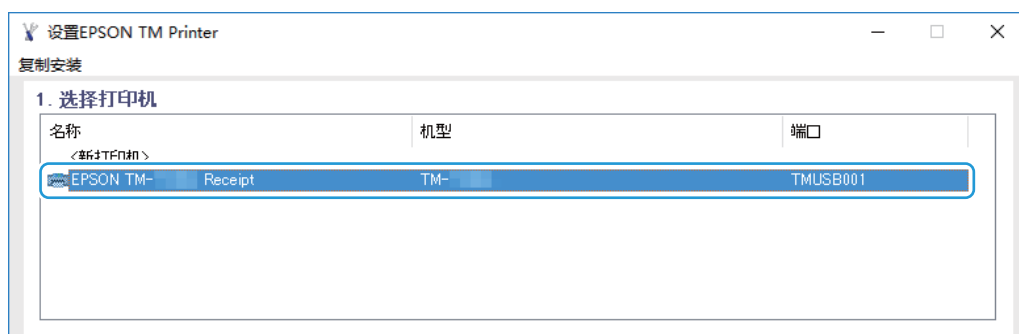 设置EPSON TM Printer
复制安装
1. 选择打印机
名称 机型 端口
<新打印机>
EPSON TM- Receipt TM- TMUSB001